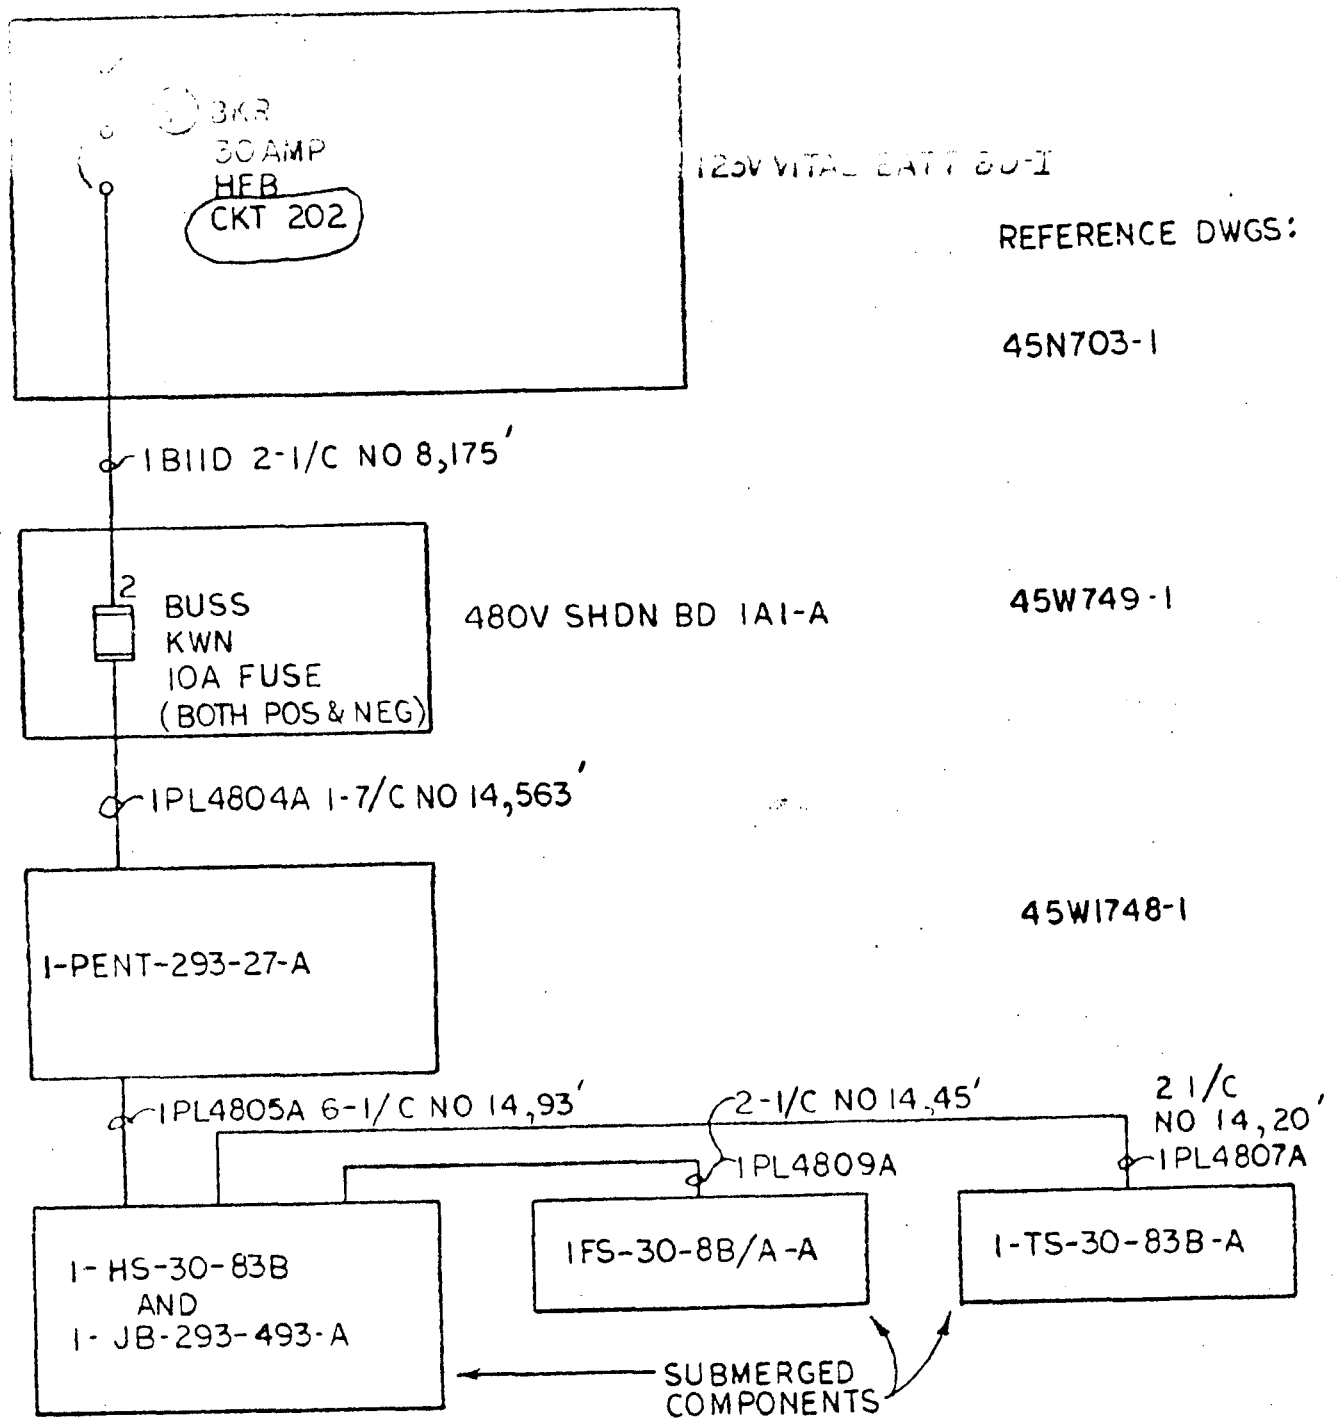 BKR
30 AMP
HFB
CKT 202
125V VITAL BATT BD-I
REFERENCE DWGS:
45N703-1
1B11D 2-1/C NO 8,175'
2
BUSS
KWN
10A FUSE
(BOTH POS & NEG)
480V SHDN BD 1A1-A
45W749-1
1PL4804A 1-7/C NO 14,563'
1-PENT-293-27-A
45W1748-1
1PL4805A 6-1/C NO 14,93'
2-1/C NO 14,45'
1PL4809A
2 1/C
NO 14,20'
1PL4807A
1-HS-30-83B
AND
1-JB-293-493-A
1FS-30-8B/A-A
1-TS-30-83B-A
SUBMERGED
COMPONENTS